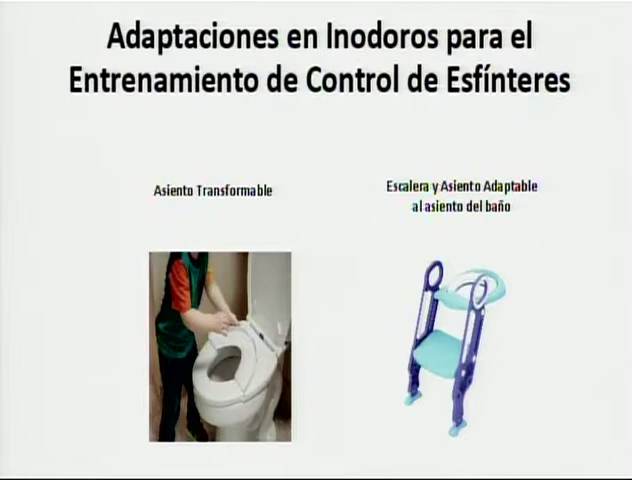 Adaptaciones en Inodoros para el
Entrenamiento de Control de Esfínteres
Asiento Transformable
Escalera y Asiento Adaptable
al asiento del baño